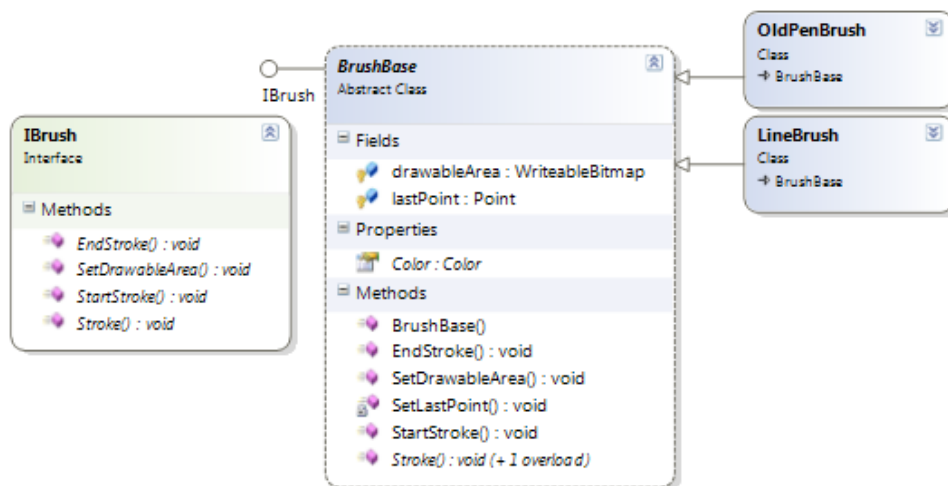 IBrush
Interface
Methods
EndStroke() : void
SetDrawableArea() : void
StartStroke() : void
Stroke() : void
IBrush
BrushBase
Abstract Class
Fields
drawableArea : WriteableBitmap
lastPoint : Point
Properties
Color : Color
Methods
BrushBase()
EndStroke() : void
SetDrawableArea() : void
SetLastPoint() : void
StartStroke() : void
Stroke() : void (+ 1 overload)
OldPenBrush
Class
BrushBase
LineBrush
Class
BrushBase